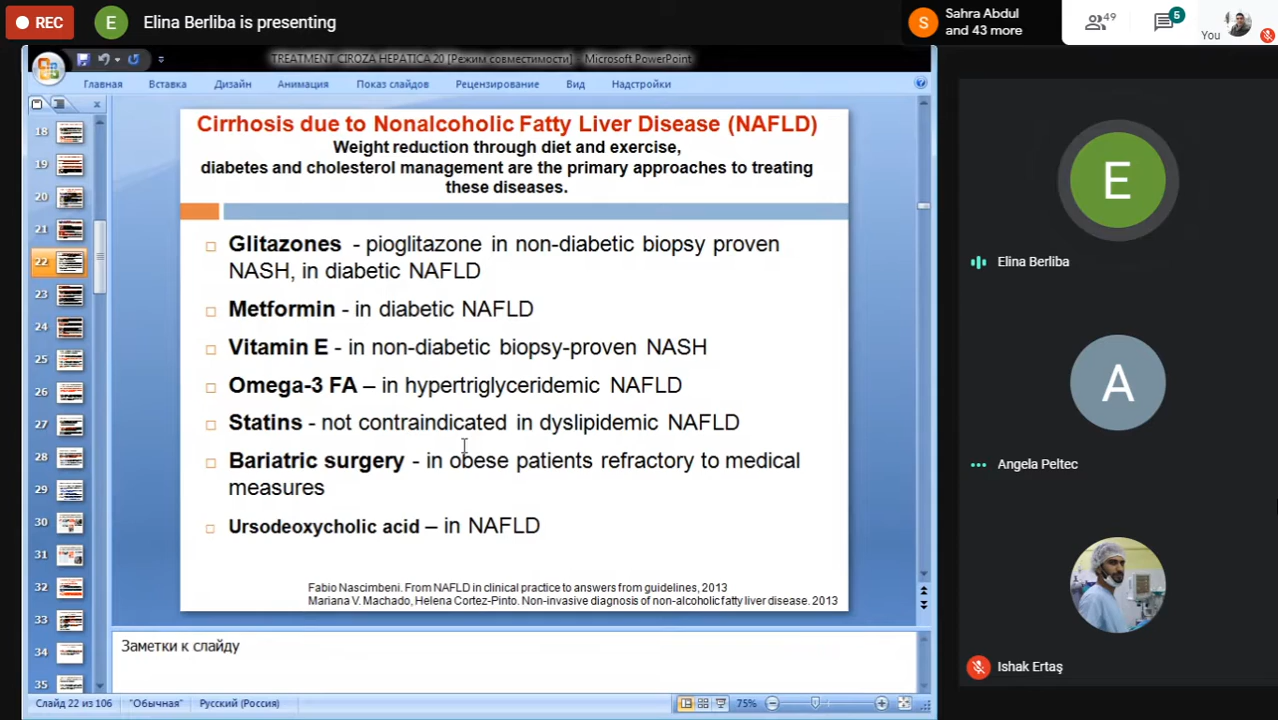 REC
E
Elina Berliba is presenting
S
Sahra Abdul
and 43 more
49
5
You
TREATMENT CIROZA HEPATICA 20 [Режим совместимости] - Microsoft PowerPoint
Главная
Вставка
Дизайн
Анимация
Показ слайдов
Рецензирование
Вид
Надстройки
18
19
20
21
22
23
24
25
26
27
28
29
30
31
32
33
34
35
Cirrhosis due to Nonalcoholic Fatty Liver Disease (NAFLD)
Weight reduction through diet and exercise,
diabetes and cholesterol management are the primary approaches to treating
these diseases.
Glitazones - pioglitazone in non-diabetic biopsy proven
NASH, in diabetic NAFLD
Metformin - in diabetic NAFLD
Vitamin E - in non-diabetic biopsy-proven NASH
Omega-3 FA – in hypertriglyceridemic NAFLD
Statins - not contraindicated in dyslipidemic NAFLD
Bariatric surgery - in obese patients refractory to medical
measures
Ursodeoxycholic acid – in NAFLD
Fabio Nascimbeni. From NAFLD in clinical practice to answers from guidelines, 2013
Mariana V. Machado, Helena Cortez-Pinto. Non-invasive diagnosis of non-alcoholic fatty liver disease. 2013
Заметки к слайду
Слайд 22 из 106
"Обычная"
Русский (Россия)
75%
E
Elina Berliba
A
Angela Peltec
Ishak Ertaş